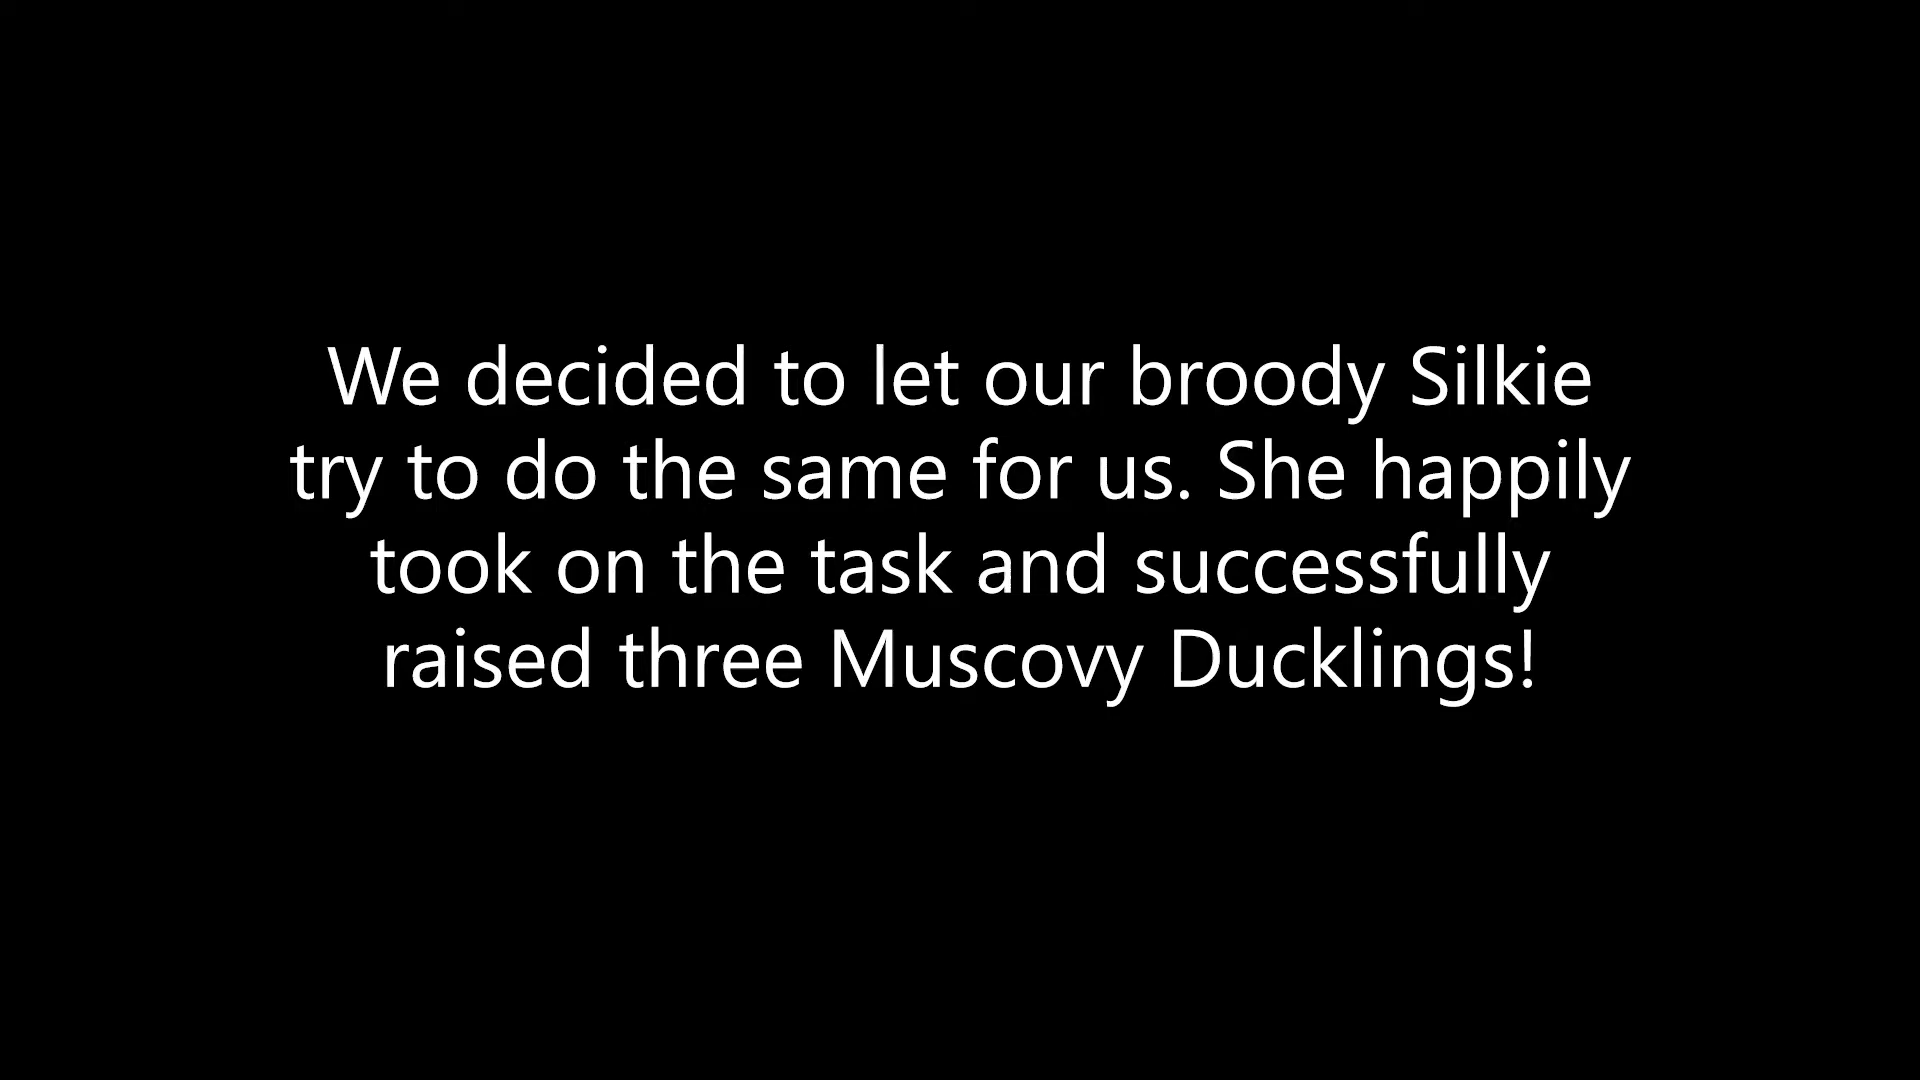 We decided to let our broody Silkie
try to do the same for us. She happily
took on the task and successfully
raised three Muscovy Ducklings!